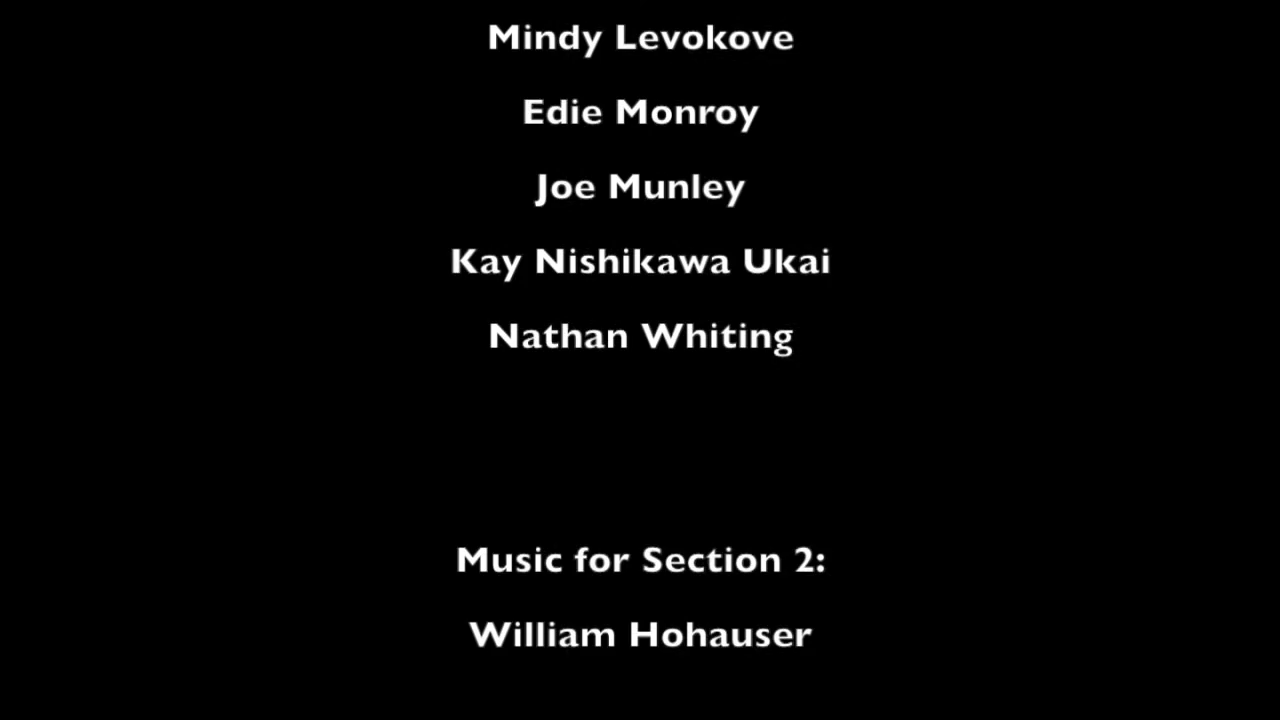 Mindy Levokove
Edie Monroy
Joe Munley
Kay Nishikawa Ukai
Nathan Whiting
Music for Section 2:
William Hohauser